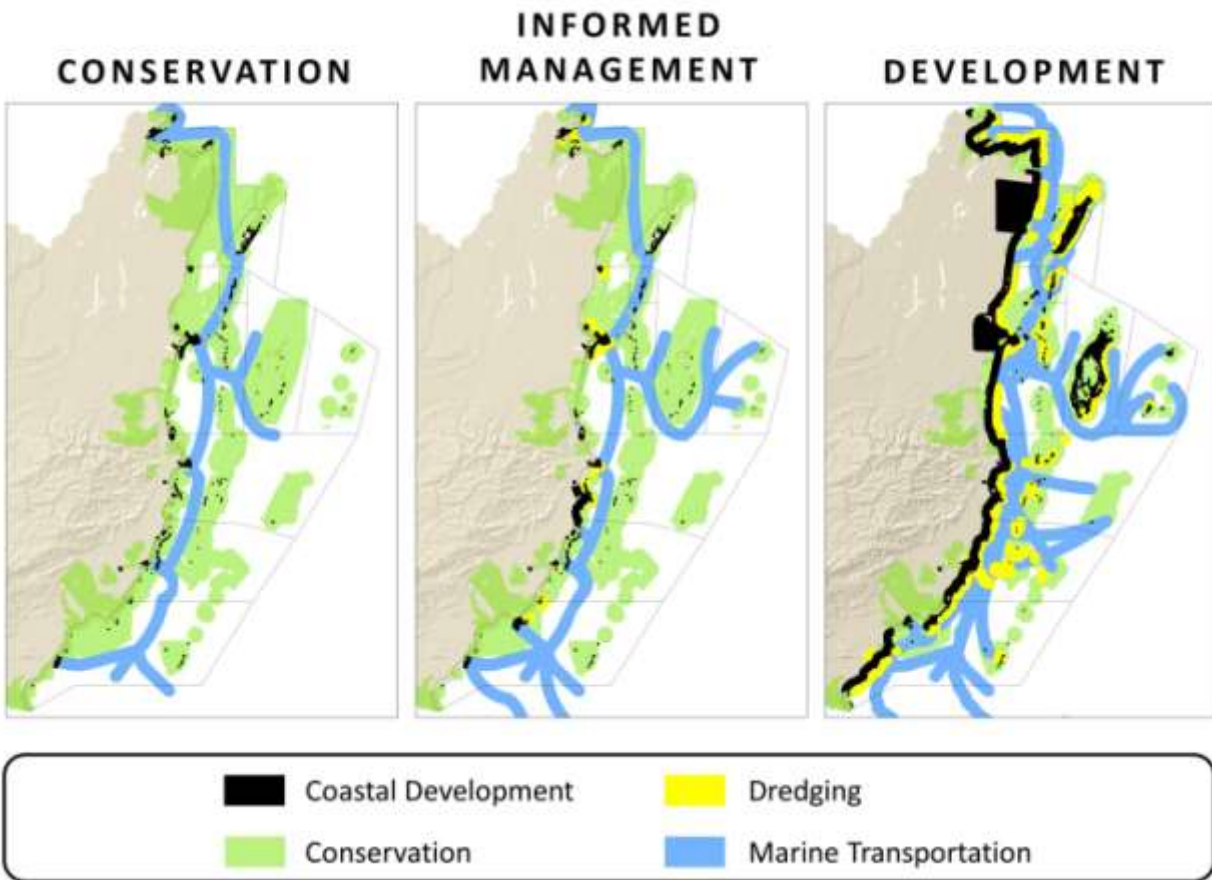 CONSERVATION
INFORMED
MANAGEMENT
DEVELOPMENT
Coastal Development
Dredging
Conservation
Marine Transportation